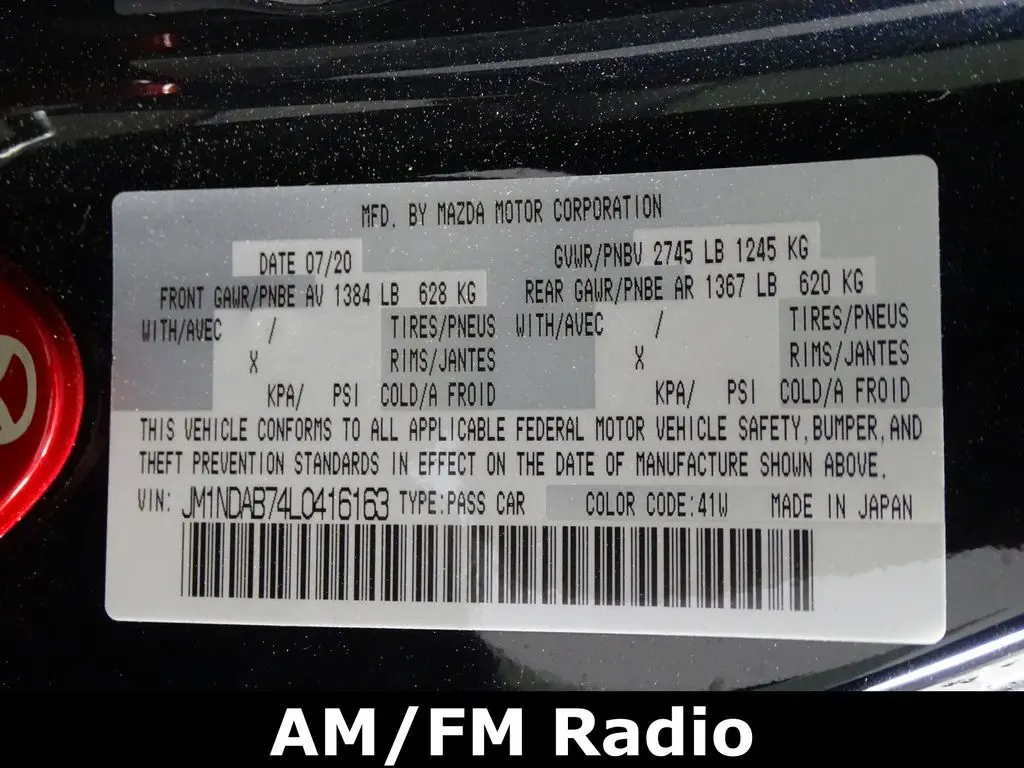 MFD. BY MAZDA MOTOR CORPORATION
DATE 07/20 GVWR/PNBV 2745 LB 1245 KG
FRONT GAWR/PNBE AV 1384 LB 628 KG REAR GAWR/PNBE AR 1367 LB 620 KG
WITH/AVEC / TIRES/PNEUS WITH/AVEC / TIRES/PNEUS
X RIMS/JANTES X RIMS/JANTES
KPA/ PSI COLD/A FROID KPA/ PSI COLD/A FROID
THIS VEHICLE CONFORMS TO ALL APPLICABLE FEDERAL MOTOR VEHICLE SAFETY, BUMPER, AND
THEFT PREVENTION STANDARDS IN EFFECT ON THE DATE OF MANUFACTURE SHOWN ABOVE.
VIN: JM1NDAB74L0416163 TYPE:PASS CAR COLOR CODE:41W MADE IN JAPAN
AM/FM Radio